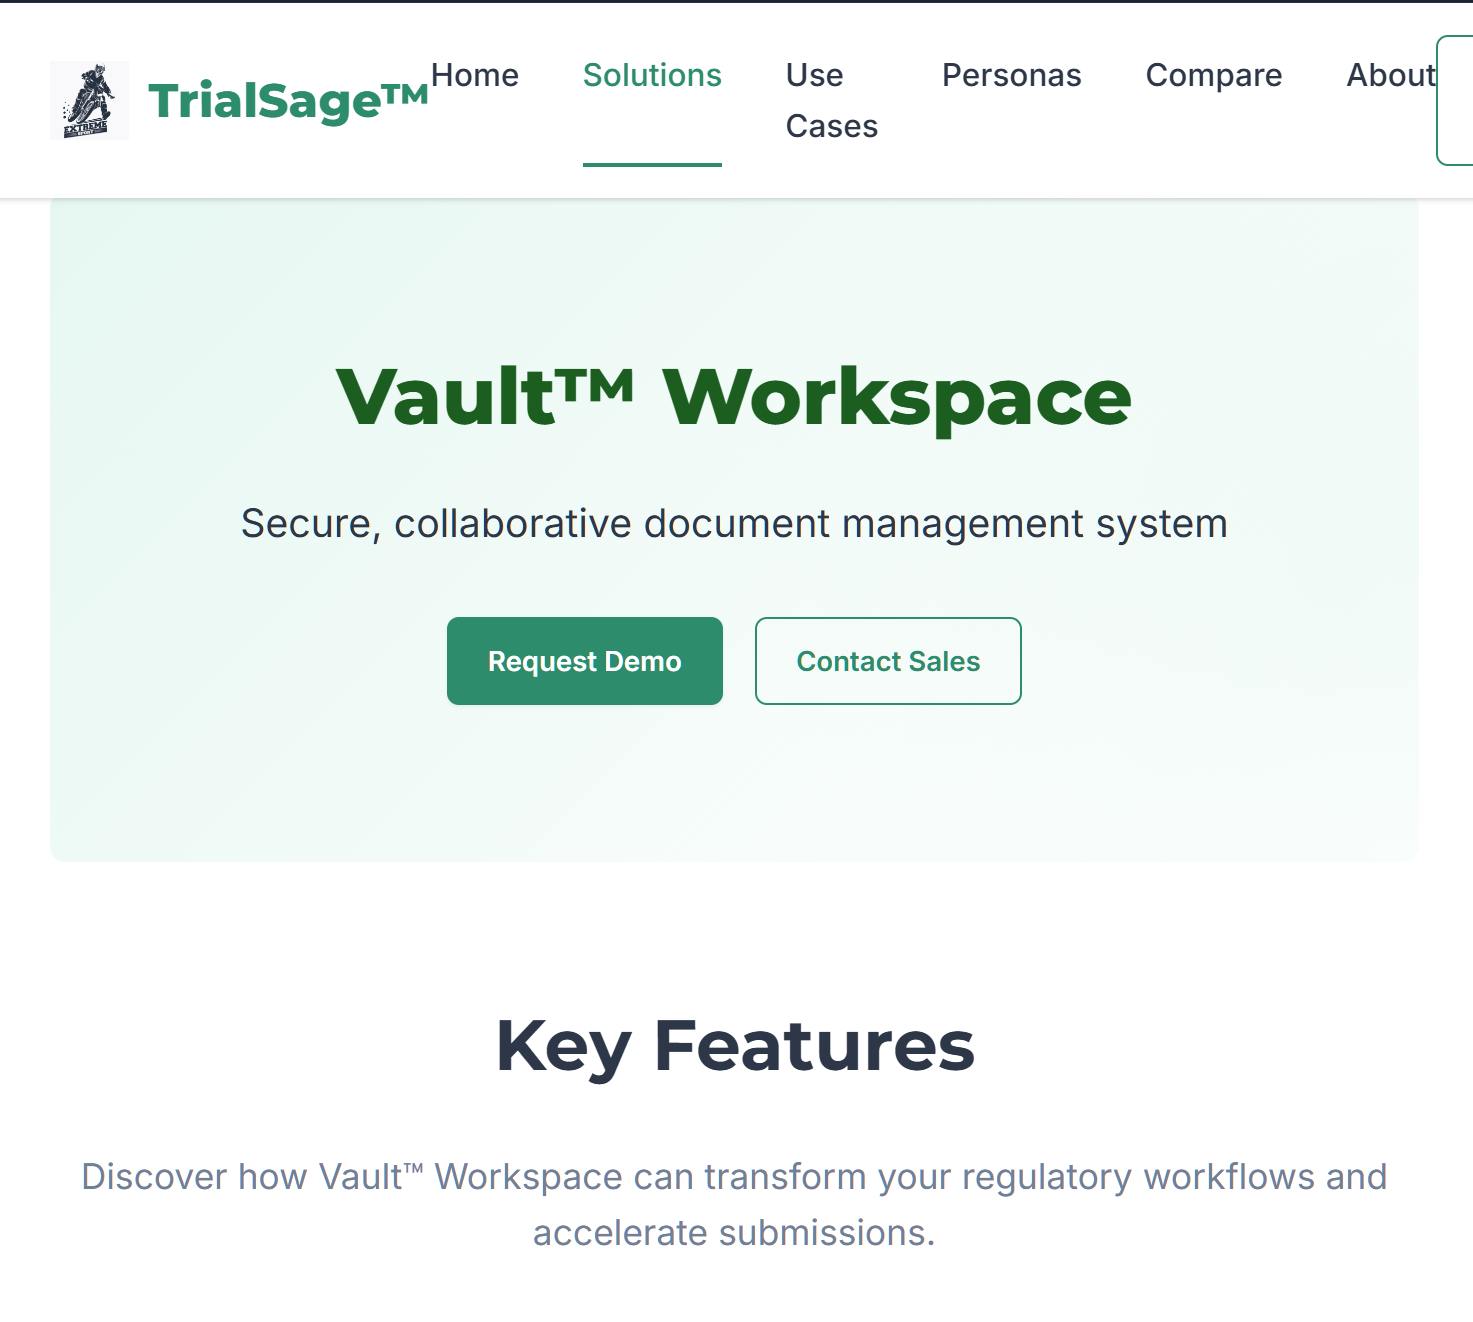 EXTREME
TrialSage™
Home
Solutions
Use
Cases
Personas
Compare
About
Vault™ Workspace
Secure, collaborative document management system
Request Demo
Contact Sales
Key Features
Discover how Vault™ Workspace can transform your regulatory workflows and
accelerate submissions.